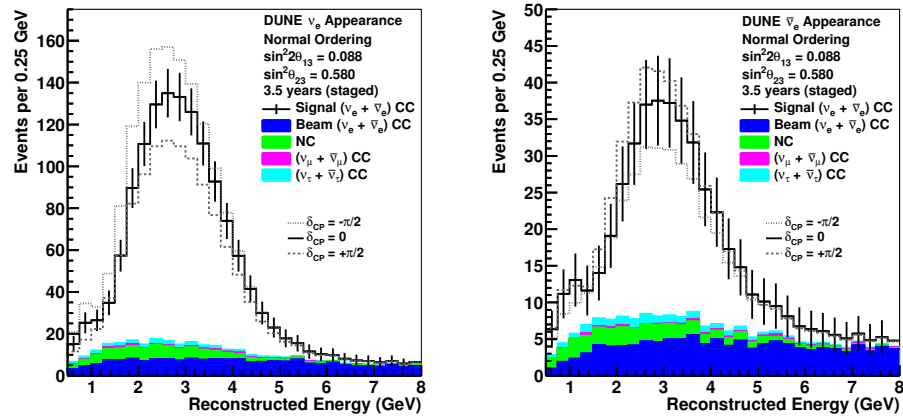 DUNE νe Appearance
Normal Ordering
sin²2θ13 = 0.088
sin²θ23 = 0.580
3.5 years (staged)
Signal (νe + ν̄e) CC
Beam (νe + ν̄e) CC
NC
(νμ + ν̄μ) CC
(ντ + ν̄τ) CC
δCP = -π/2
δCP = 0
δCP = +π/2
Events per 0.25 GeV
160
140
120
100
80
60
40
20
0
1 2 3 4 5 6 7 8
Reconstructed Energy (GeV)
DUNE ν̄e Appearance
Normal Ordering
sin²2θ13 = 0.088
sin²θ23 = 0.580
3.5 years (staged)
Signal (νe + ν̄e) CC
Beam (νe + ν̄e) CC
NC
(νμ + ν̄μ) CC
(ντ + ν̄τ) CC
δCP = -π/2
δCP = 0
δCP = +π/2
Events per 0.25 GeV
50
45
40
35
30
25
20
15
10
5
0
1 2 3 4 5 6 7 8
Reconstructed Energy (GeV)